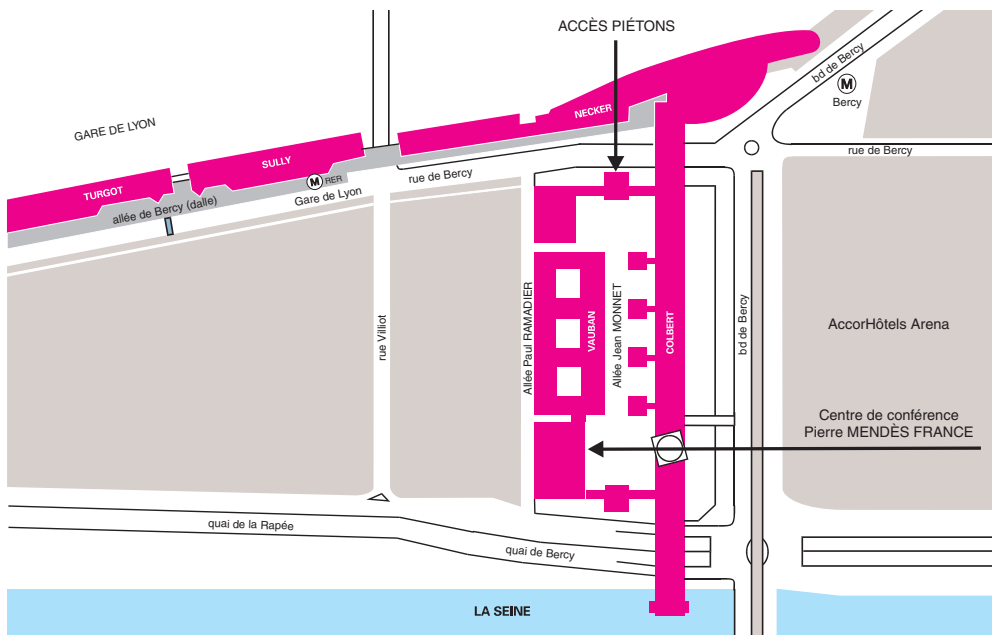 ACCÈS PIÉTONS
bd de Bercy
M
Bercy
GARE DE LYON
NECKER
SULLY
TURGOT
rue de Bercy
rue de Bercy
M RER
Gare de Lyon
allée de Bercy (dalle)
rue Villiot
Allée Paul RAMADIER
VAUBAN
Allée Jean MONNET
COLBERT
bd de Bercy
AccorHôtels Arena
Centre de conférence
Pierre MENDÈS FRANCE
quai de la Rapée
quai de Bercy
LA SEINE